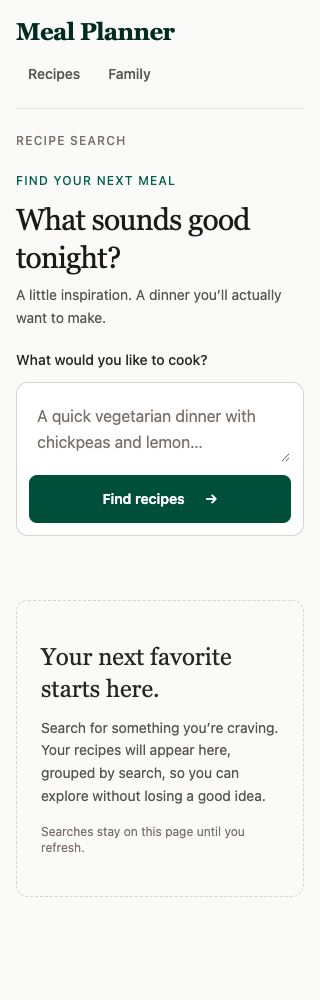 Meal Planner
Recipes Family
RECIPE SEARCH
FIND YOUR NEXT MEAL
What sounds good
tonight?
A little inspiration. A dinner you’ll actually
want to make.
What would you like to cook?
A quick vegetarian dinner with
chickpeas and lemon...
Find recipes →
Your next favorite
starts here.
Search for something you’re craving.
Your recipes will appear here,
grouped by search, so you can
explore without losing a good idea.
Searches stay on this page until you
refresh.